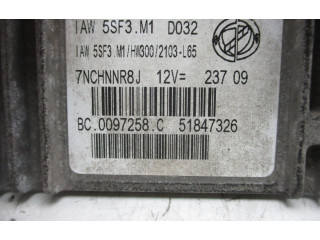 IAW 5SF3.M1 D032
IAW 5SF3.M1/HW300/2103-L65
7NCHNNR8J 12V= 237 09
BC.0097258.C 51847326